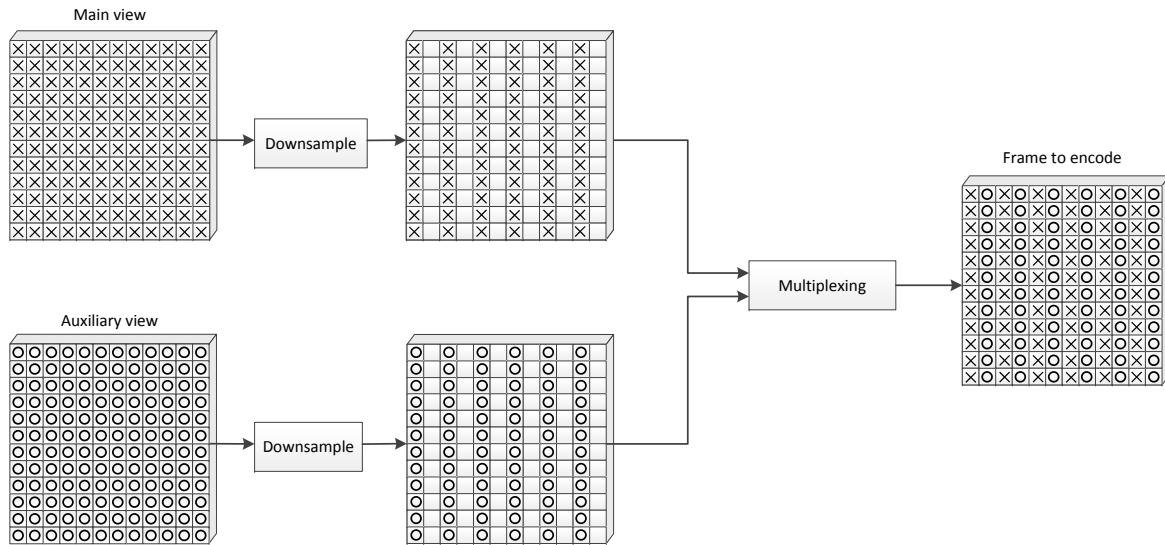 Main view
Downsample
Frame to encode
Multiplexing
Auxiliary view
Downsample